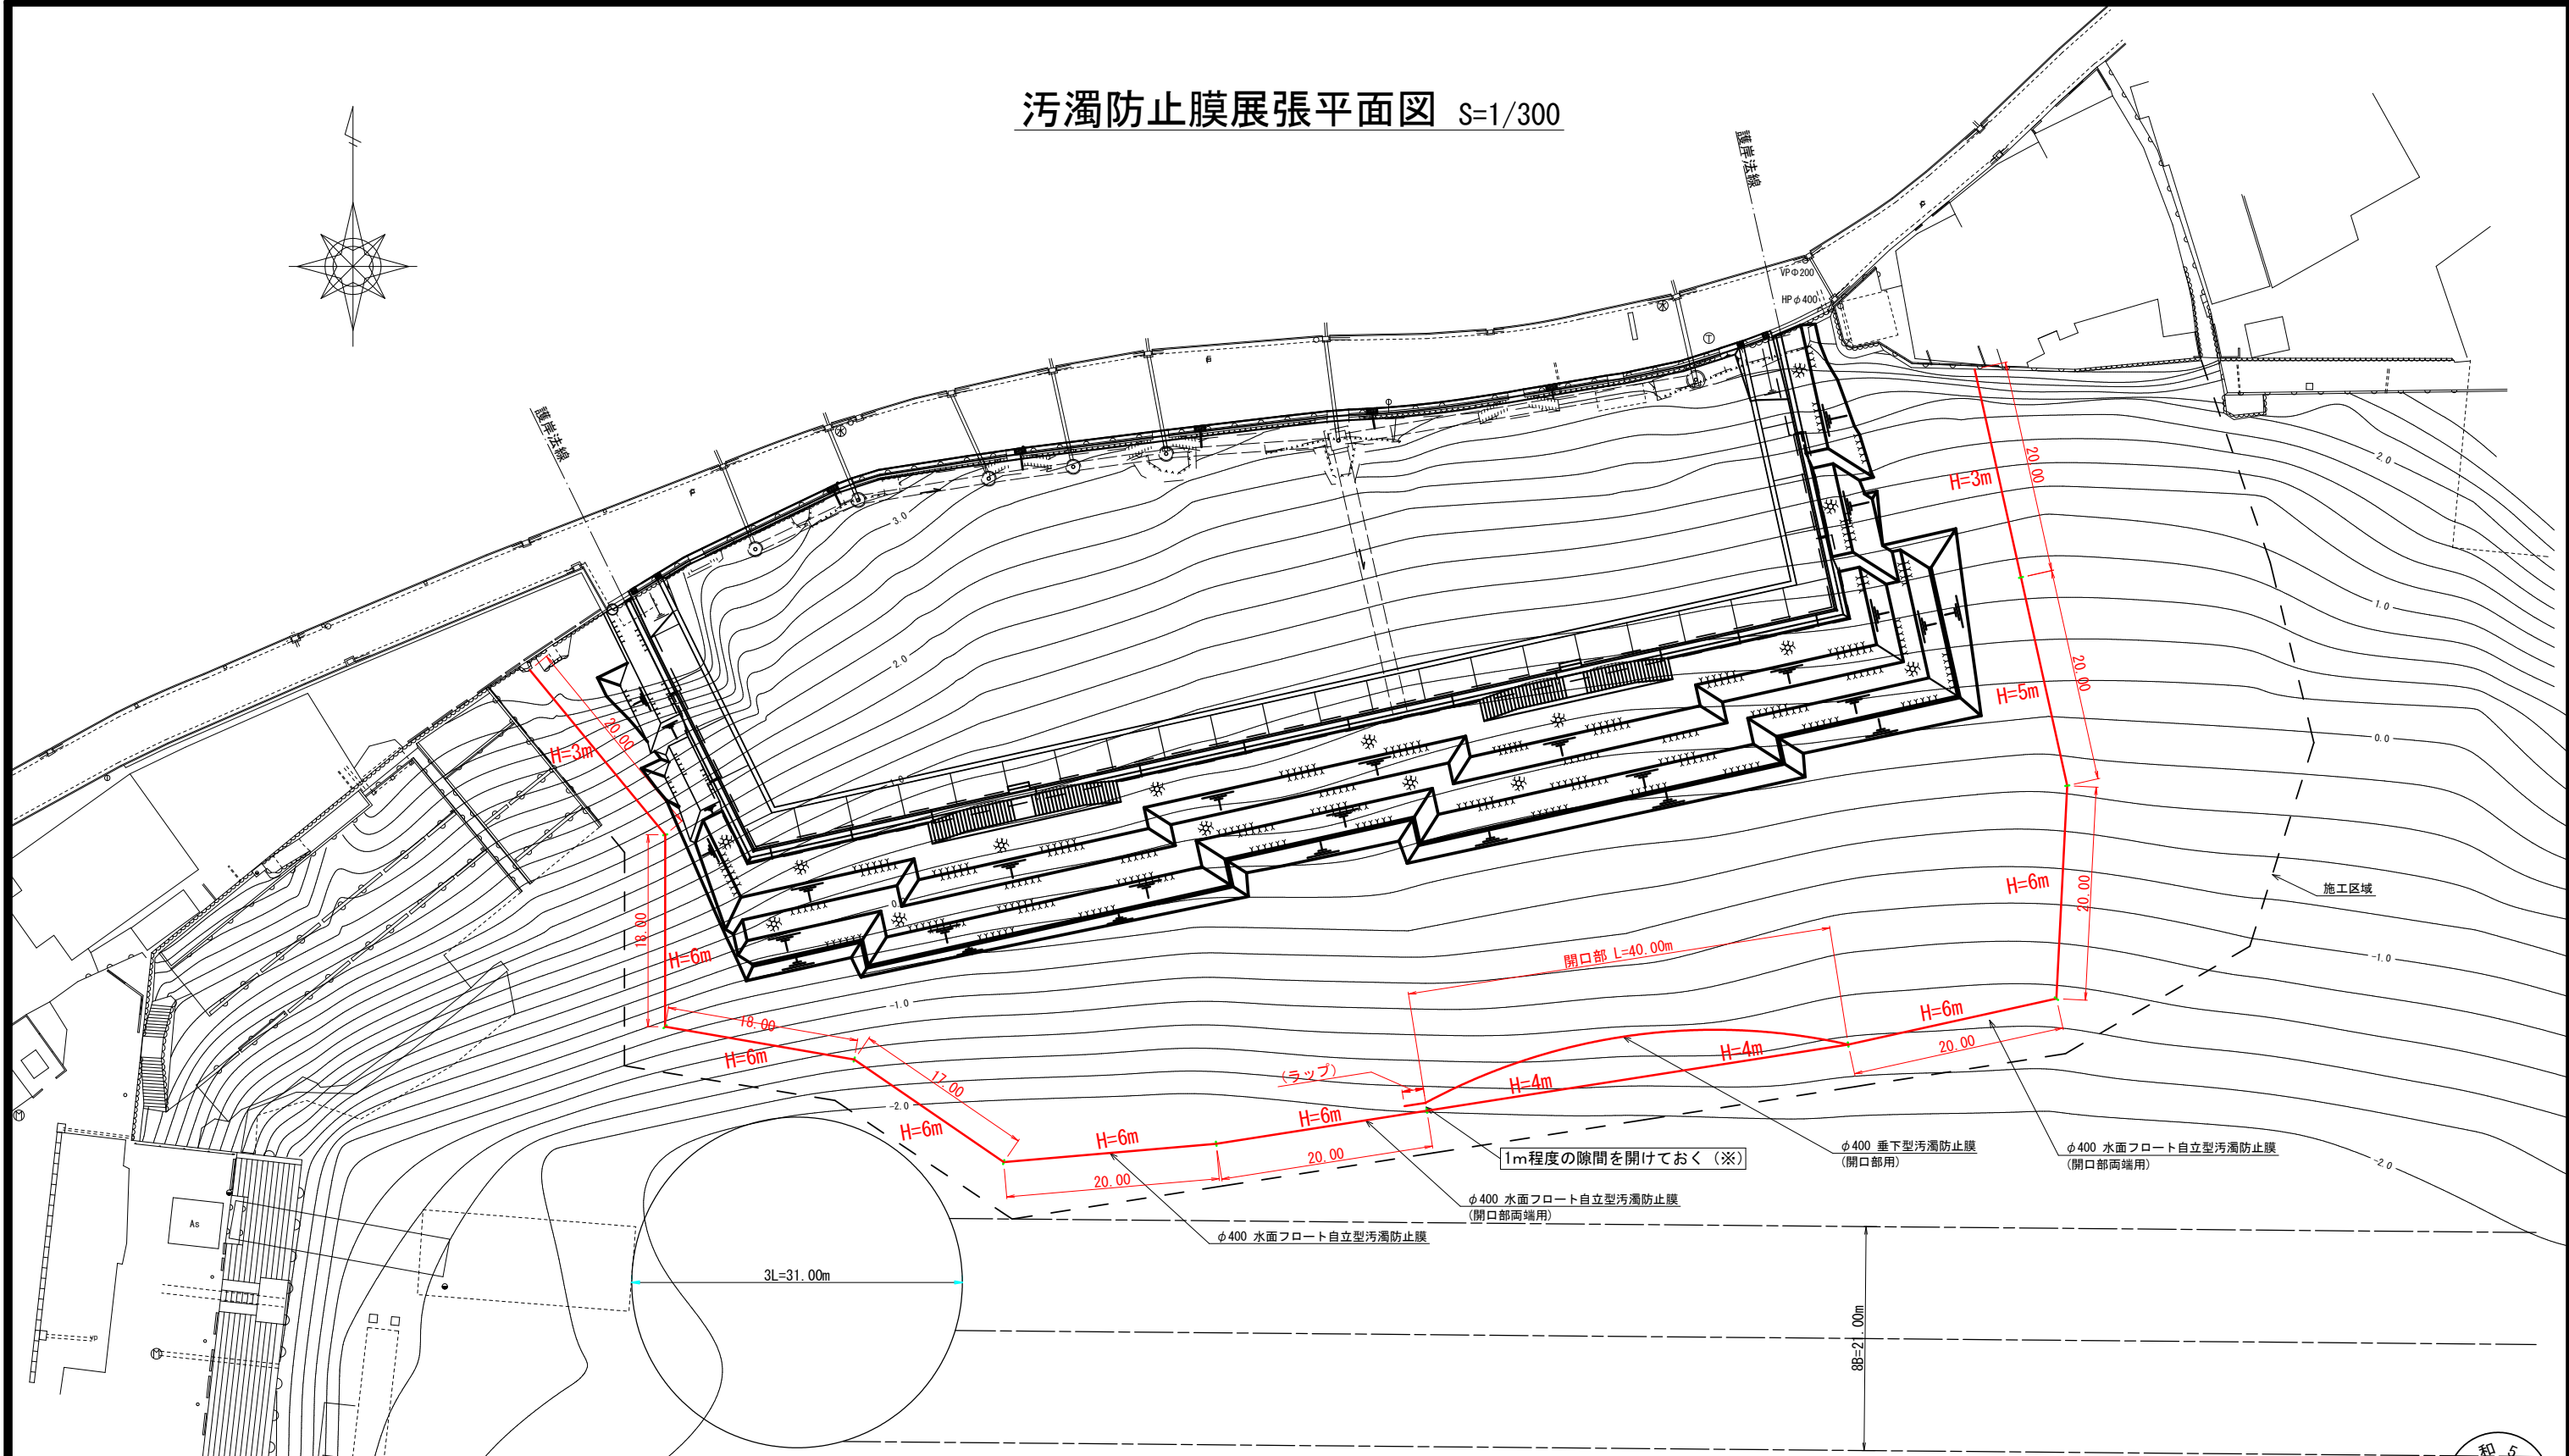 汚濁防止膜展張平面図 S=1/300
護岸法線
護岸法線
VPΦ200
HPφ400
3.0
2.0
1.0
2.0
1.0
0.0
-1.0
-2.0
-1.0
-2.0
20.00
H=3m
20.00
H=5m
20.00
H=6m
施工区域
20.00
H=3m
18.00
H=6m
18.00
H=6m
17.00
H=6m
開口部 L=40.00m
(ラップ)
H=4m
H=4m
H=6m
20.00
H=6m
20.00
H=6m
20.00
1m程度の隙間を開けておく（※）
φ400 垂下型汚濁防止膜
(開口部用)
φ400 水面フロート自立型汚濁防止膜
(開口部両端用)
φ400 水面フロート自立型汚濁防止膜
(開口部両端用)
φ400 水面フロート自立型汚濁防止膜
3L=31.00m
8B=21.00m
As
yp
和 5